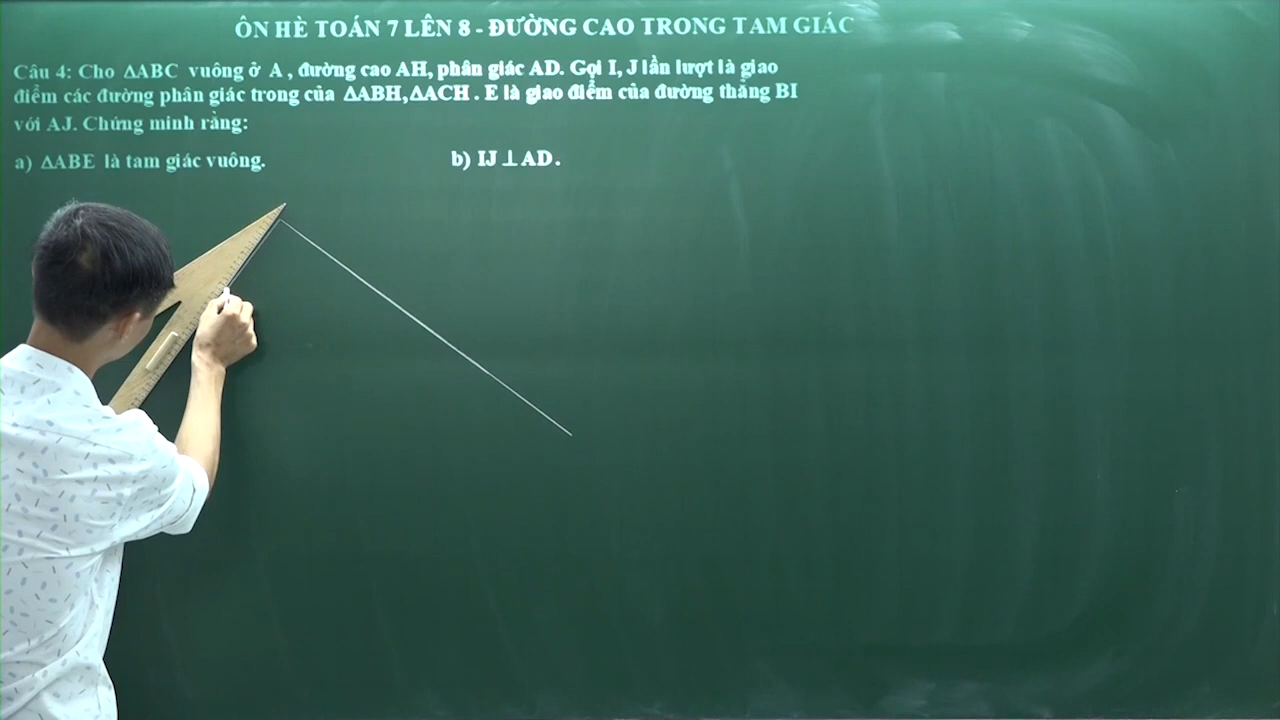 ÔN HÈ TOÁN 7 LÊN 8 - ĐƯỜNG CAO TRONG TAM GIÁC
Câu 4: Cho ΔABC vuông ở A , đường cao AH, phân giác AD. Gọi I, J lần lượt là giao
điểm các đường phân giác trong của ΔABH, ΔACH . E là giao điểm của đường thẳng BI
với AJ. Chứng minh rằng:
a) ΔABE là tam giác vuông. b) IJ ⊥ AD.